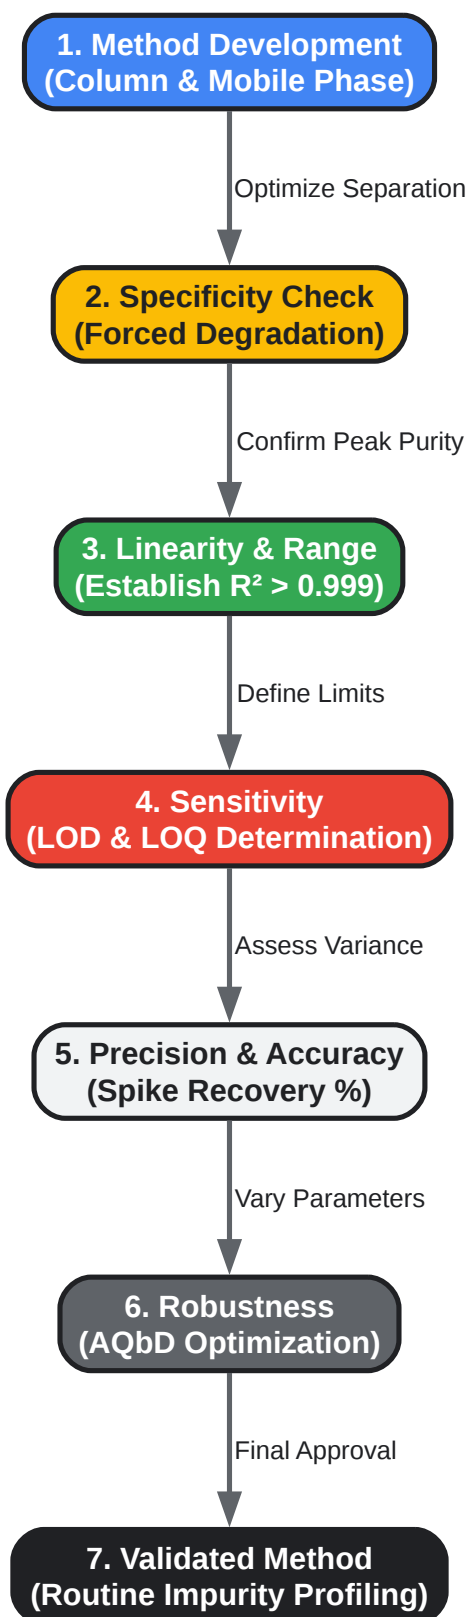 1. Method Development
(Column & Mobile Phase)
Optimize Separation
2. Specificity Check
(Forced Degradation)
Confirm Peak Purity
3. Linearity & Range
(Establish R² > 0.999)
Define Limits
4. Sensitivity
(LOD & LOQ Determination)
Assess Variance
5. Precision & Accuracy
(Spike Recovery %)
Vary Parameters
6. Robustness
(AQbD Optimization)
Final Approval
7. Validated Method
(Routine Impurity Profiling)